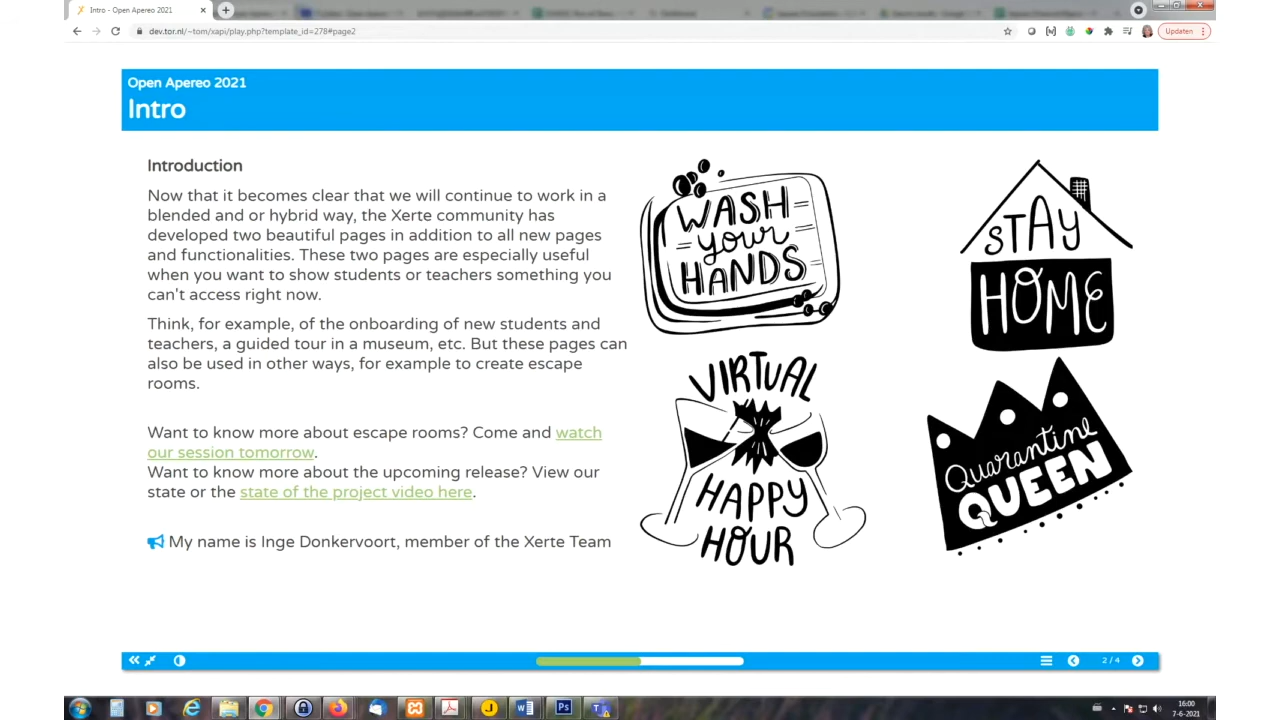 Intro - Open Apereo 2021
dev.tor.nl/~tom/xapi/play.php?template_id=278#page2
Updaten
Open Apereo 2021
Intro
Introduction
Now that it becomes clear that we will continue to work in a
blended and or hybrid way, the Xerte community has
developed two beautiful pages in addition to all new pages
and functionalities. These two pages are especially useful
when you want to show students or teachers something you
can't access right now.
Think, for example, of the onboarding of new students and
teachers, a guided tour in a museum, etc. But these pages can
also be used in other ways, for example to create escape
rooms.
Want to know more about escape rooms? Come and watch
our session tomorrow.
Want to know more about the upcoming release? View our
state or the state of the project video here.
My name is Inge Donkervoort, member of the Xerte Team
WASH
your
HANDS
STAY
HOME
VIRTUAL
HAPPY
HOUR
Quarantine
QUEEN
2 / 4
16:00
7-6-2021